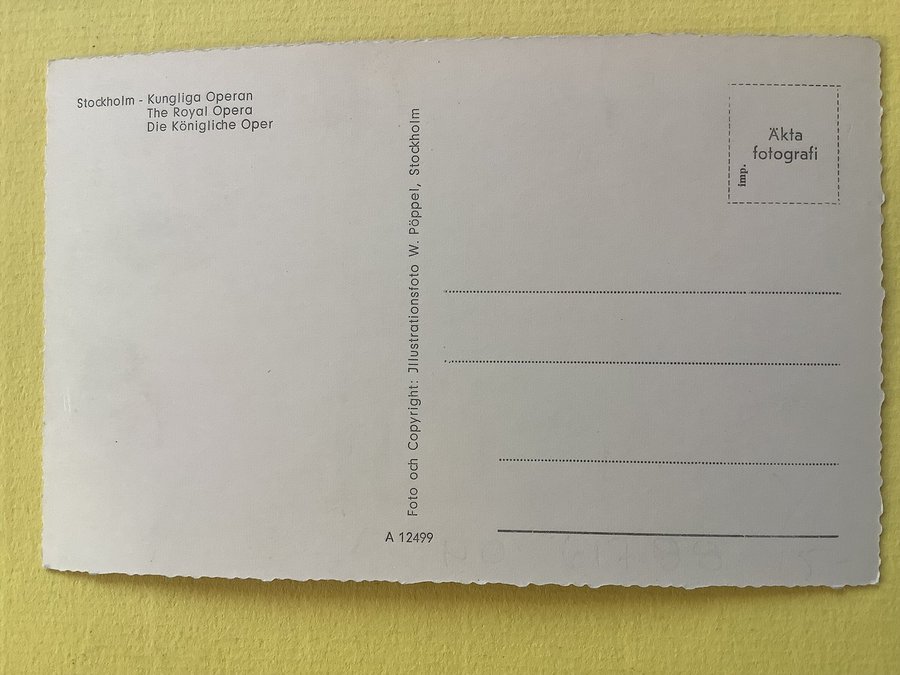 Stockholm - Kungliga Operan
The Royal Opera
Die Königliche Oper
Foto och Copyright: Jllustrationsfoto W. Pöppel, Stockholm
A 12499
Äkta
fotografi
imp.